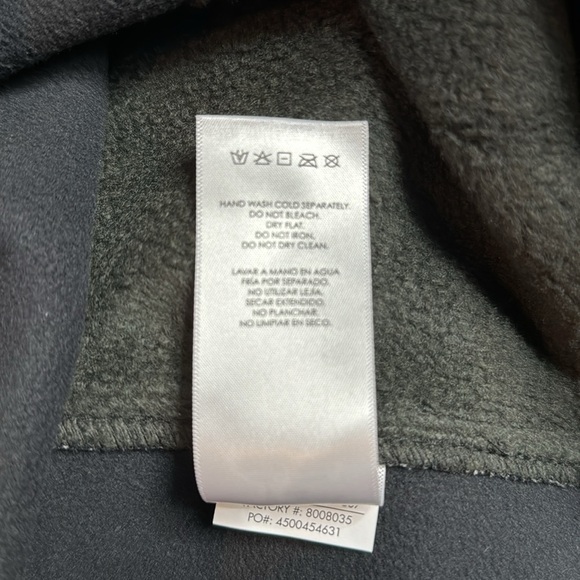 HAND WASH COLD SEPARATELY.
DO NOT BLEACH.
DRY FLAT.
DO NOT IRON.
DO NOT DRY CLEAN.
LAVAR A MANO EN AGUA
FRÍA POR SEPARADO.
NO UTILIZAR LEJÍA.
SECAR EXTENDIDO.
NO PLANCHAR.
NO LIMPIAR EN SECO.
FACTORY #: 8008035
PO#: 4500454631